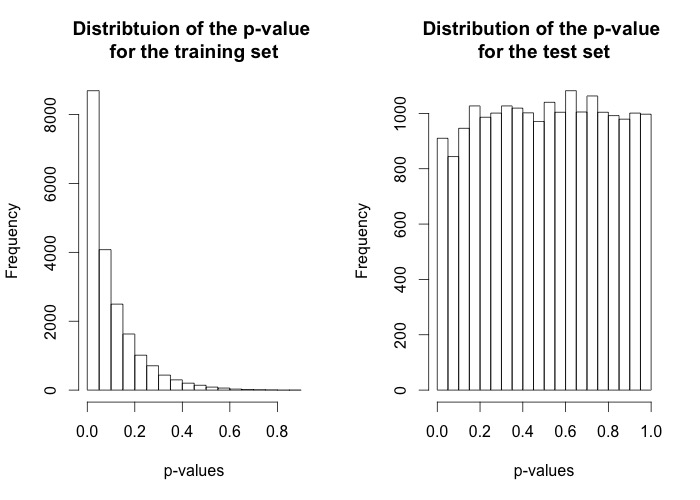 Distribtuion of the p-value
for the training set
Frequency
8000
6000
4000
2000
0
0.0 0.2 0.4 0.6 0.8
p-values
Distribution of the p-value
for the test set
Frequency
1000
800
600
400
200
0
0.0 0.2 0.4 0.6 0.8 1.0
p-values